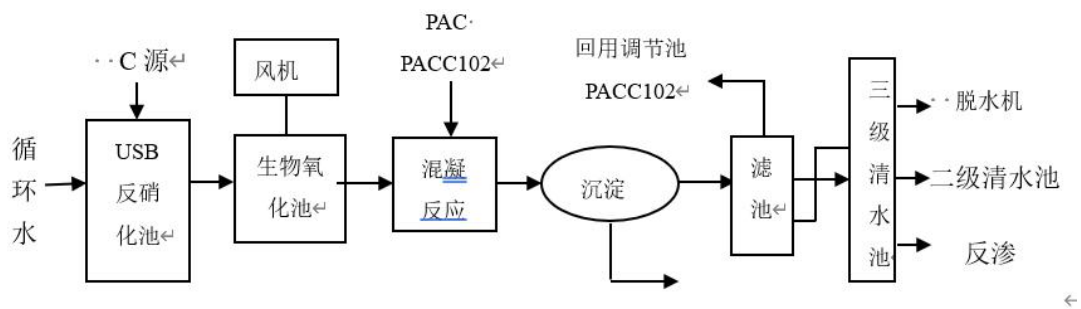 循
环
水
··C 源↵
USB
反硝
化池↵
风机
生物氧
化池↵
PAC·
PACC102↵
混凝
反应
沉淀
回用调节池
PACC102↵
滤
池↵
三
级
清
水
池↵
··脱水机
二级清水池
反渗
↵